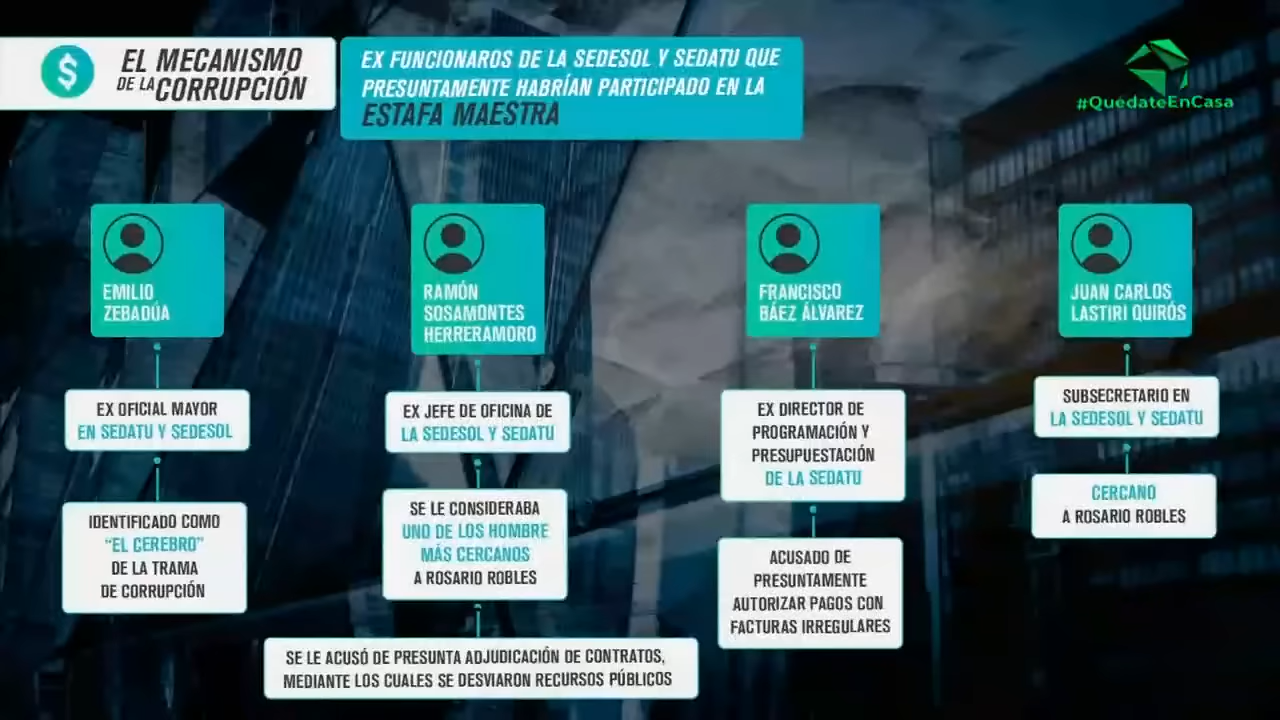 $
EL MECANISMO
DE LA CORRUPCIÓN
EX FUNCIONAROS DE LA SEDESOL Y SEDATU QUE
PRESUNTAMENTE HABRÍAN PARTICIPADO EN LA
ESTAFA MAESTRA
#QuédateEnCasa
EMILIO
ZEBADÚA
EX OFICIAL MAYOR
EN SEDATU Y SEDESOL
IDENTIFICADO COMO
"EL CEREBRO"
DE LA TRAMA
DE CORRUPCIÓN
RAMÓN
SOSAMONTES
HERRERAMORO
EX JEFE DE OFICINA DE
LA SEDESOL Y SEDATU
SE LE CONSIDERABA
UNO DE LOS HOMBRE
MÁS CERCANOS
A ROSARIO ROBLES
SE LE ACUSÓ DE PRESUNTA ADJUDICACIÓN DE CONTRATOS,
MEDIANTE LOS CUALES SE DESVIARON RECURSOS PÚBLICOS
FRANCISCO
BÁEZ ÁLVAREZ
EX DIRECTOR DE
PROGRAMACIÓN Y
PRESUPUESTACIÓN
DE LA SEDATU
ACUSADO DE
PRESUNTAMENTE
AUTORIZAR PAGOS CON
FACTURAS IRREGULARES
JUAN CARLOS
LASTIRI QUIRÓS
SUBSECRETARIO EN
LA SEDESOL Y SEDATU
CERCANO
A ROSARIO ROBLES